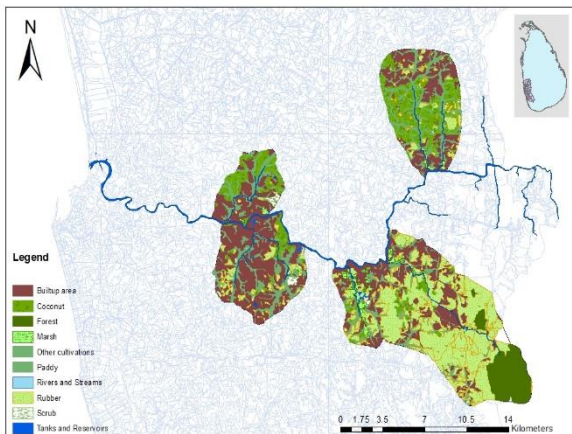 N
Legend
Builtup area
Coconut
Forest
Marsh
Other cultivations
Paddy
Rivers and Streams
Rubber
Scrub
Tanks and Reservoirs
0 1.75 3.5 7 10.5 14
Kilometers